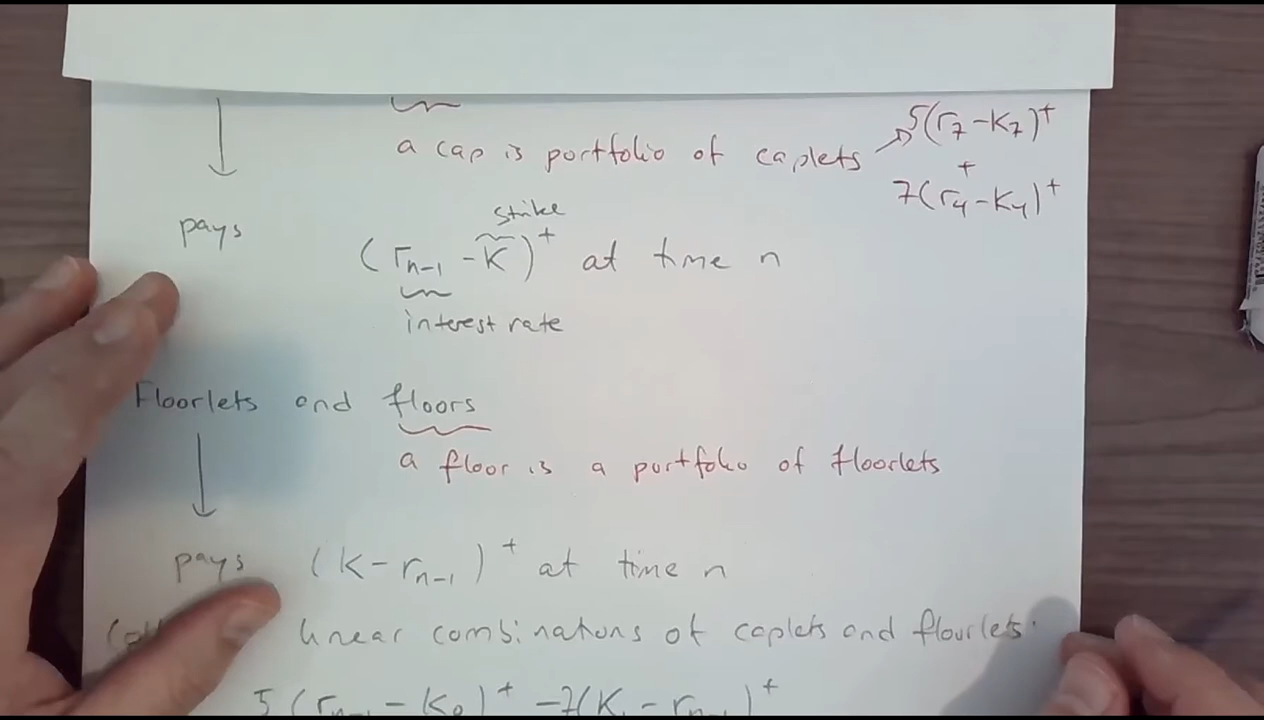 a cap is portfolio of caplets
5(r₇-K₇)⁺
+
7(r₄-K₄)⁺
strike
pays (rₙ₋₁ - K)⁺ at time n
interest rate
Floorlets and floors
a floor is a portfolio of floorlets
pays (K - rₙ₋₁)⁺ at time n
linear combinations of caplets and flourlets